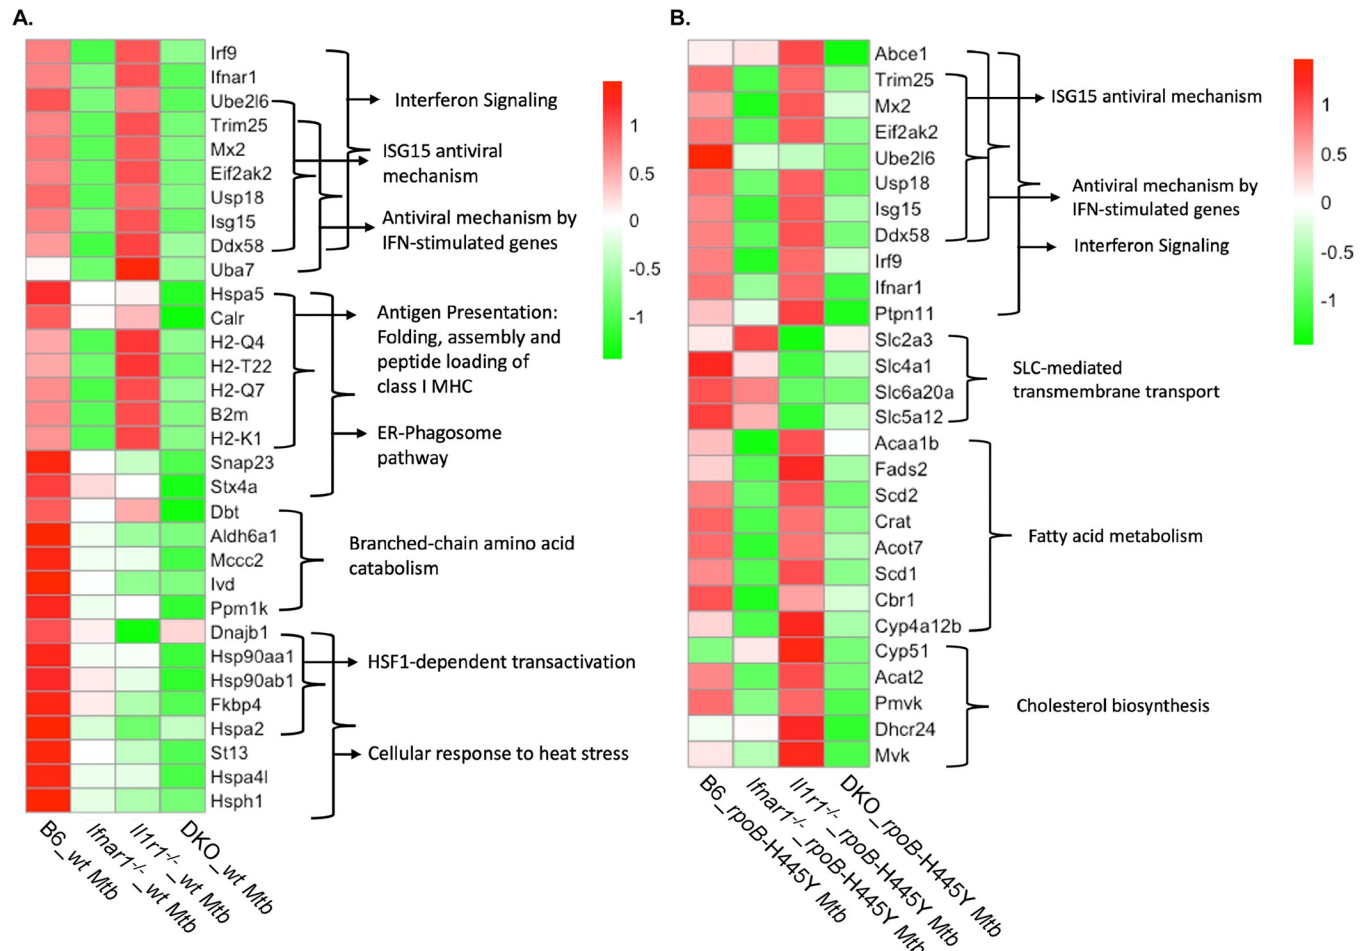 A.
Irf9
Ifnar1
Ube2l6
Trim25
Mx2
Eif2ak2
Usp18
Isg15
Ddx58
Uba7
Hspa5
Calr
H2-Q4
H2-T22
H2-Q7
B2m
H2-K1
Snap23
Stx4a
Dbt
Aldh6a1
Mccc2
Ivd
Ppm1k
Dnajb1
Hsp90aa1
Hsp90ab1
Fkbp4
Hspa2
St13
Hspa4l
Hsph1
Interferon Signaling
ISG15 antiviral
mechanism
Antiviral mechanism by
IFN-stimulated genes
Antigen Presentation:
Folding, assembly and
peptide loading of
class I MHC
ER-Phagosome
pathway
Branched-chain amino acid
catabolism
HSF1-dependent transactivation
Cellular response to heat stress
1
0.5
0
-0.5
-1
B6_wt Mtb
Ifnar1-/-_wt Mtb
Il1r1-/-_wt Mtb
DKO_wt Mtb
B.
Abce1
Trim25
Mx2
Eif2ak2
Ube2l6
Usp18
Isg15
Ddx58
Irf9
Ifnar1
Ptpn11
Slc2a3
Slc4a1
Slc6a20a
Slc5a12
Acaa1b
Fads2
Scd2
Crat
Acot7
Scd1
Cbr1
Cyp4a12b
Cyp51
Acat2
Pmvk
Dhcr24
Mvk
ISG15 antiviral mechanism
Antiviral mechanism by
IFN-stimulated genes
Interferon Signaling
SLC-mediated
transmembrane transport
Fatty acid metabolism
Cholesterol biosynthesis
1
0.5
0
-0.5
-1
B6_rpoB-H445Y Mtb
Ifnar1-/-_rpoB-H445Y Mtb
Il1r1-/-_rpoB-H445Y Mtb
DKO_rpoB-H445Y Mtb